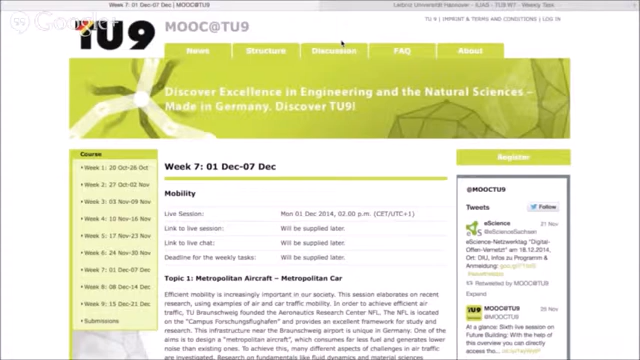 Week 7: 01 Dec-07 Dec | MOOC@TU9
Leibniz Universität Hannover - IUAS - TU9 WT - Weekly Task
Google+
TU9
MOOC@TU9
TU 9 | IMPRINT & TERMS AND CONDITIONS | LOG IN
News
Structure
Discussion
FAQ
About
Discover Excellence in Engineering and the Natural Sciences –
Made in Germany. Discover TU9!
Course
Week 1: 20 Oct-26 Oct
Week 2: 27 Oct-02 Nov
Week 3: 03 Nov-09 Nov
Week 4: 10 Nov-16 Nov
Week 5: 17 Nov-23 Nov
Week 6: 24 Nov-30 Nov
Week 7: 01 Dec-07 Dec
Week 8: 08 Dec-14 Dec
Week 9: 15 Dec-21 Dec
Submissions
Week 7: 01 Dec-07 Dec
Mobility
Live Session: Mon 01 Dec 2014, 02.00 p.m. (CET/UTC+1)
Link to live session: Will be supplied later.
Link to live chat: Will be supplied later.
Deadline for the weekly tasks: Will be supplied later.
Topic 1: Metropolitan Aircraft – Metropolitan Car
Efficient mobility is increasingly important in our society. This session elaborates on recent
research, using examples of air and car traffic mobility. In order to achieve efficient air
traffic, TU Braunschweig founded the Aeronautics Research Center NFL. The NFL is located
on the "Campus Forschungsflughafen" and provides an excellent framework for study and
research. This infrastructure near the Braunschweig airport is unique in Germany. One of the
aims is to design a "metropolitan aircraft", which consumes far less fuel and generates lower
noise than today. To achieve this, many different aspects of challenges in air traffic
are investigated. Research on fundamentals like fluid dynamics and material sciences
Register
@MOOCTU9
Tweets
Follow
eScience
@eScienceSachsen
21 Nov
eScience-Netzwerktag "Digital-
Offen-Vernetzt" am 18.12.2014,
Ort: DIU, Infos zu Programm &
Anmeldung:
Retweeted by MOOC@TU9
Expand
MOOC@TU9
@MOOCTU9
At a glance: Sixth live session of
Future Building: With the help of
this overview you can directly
access